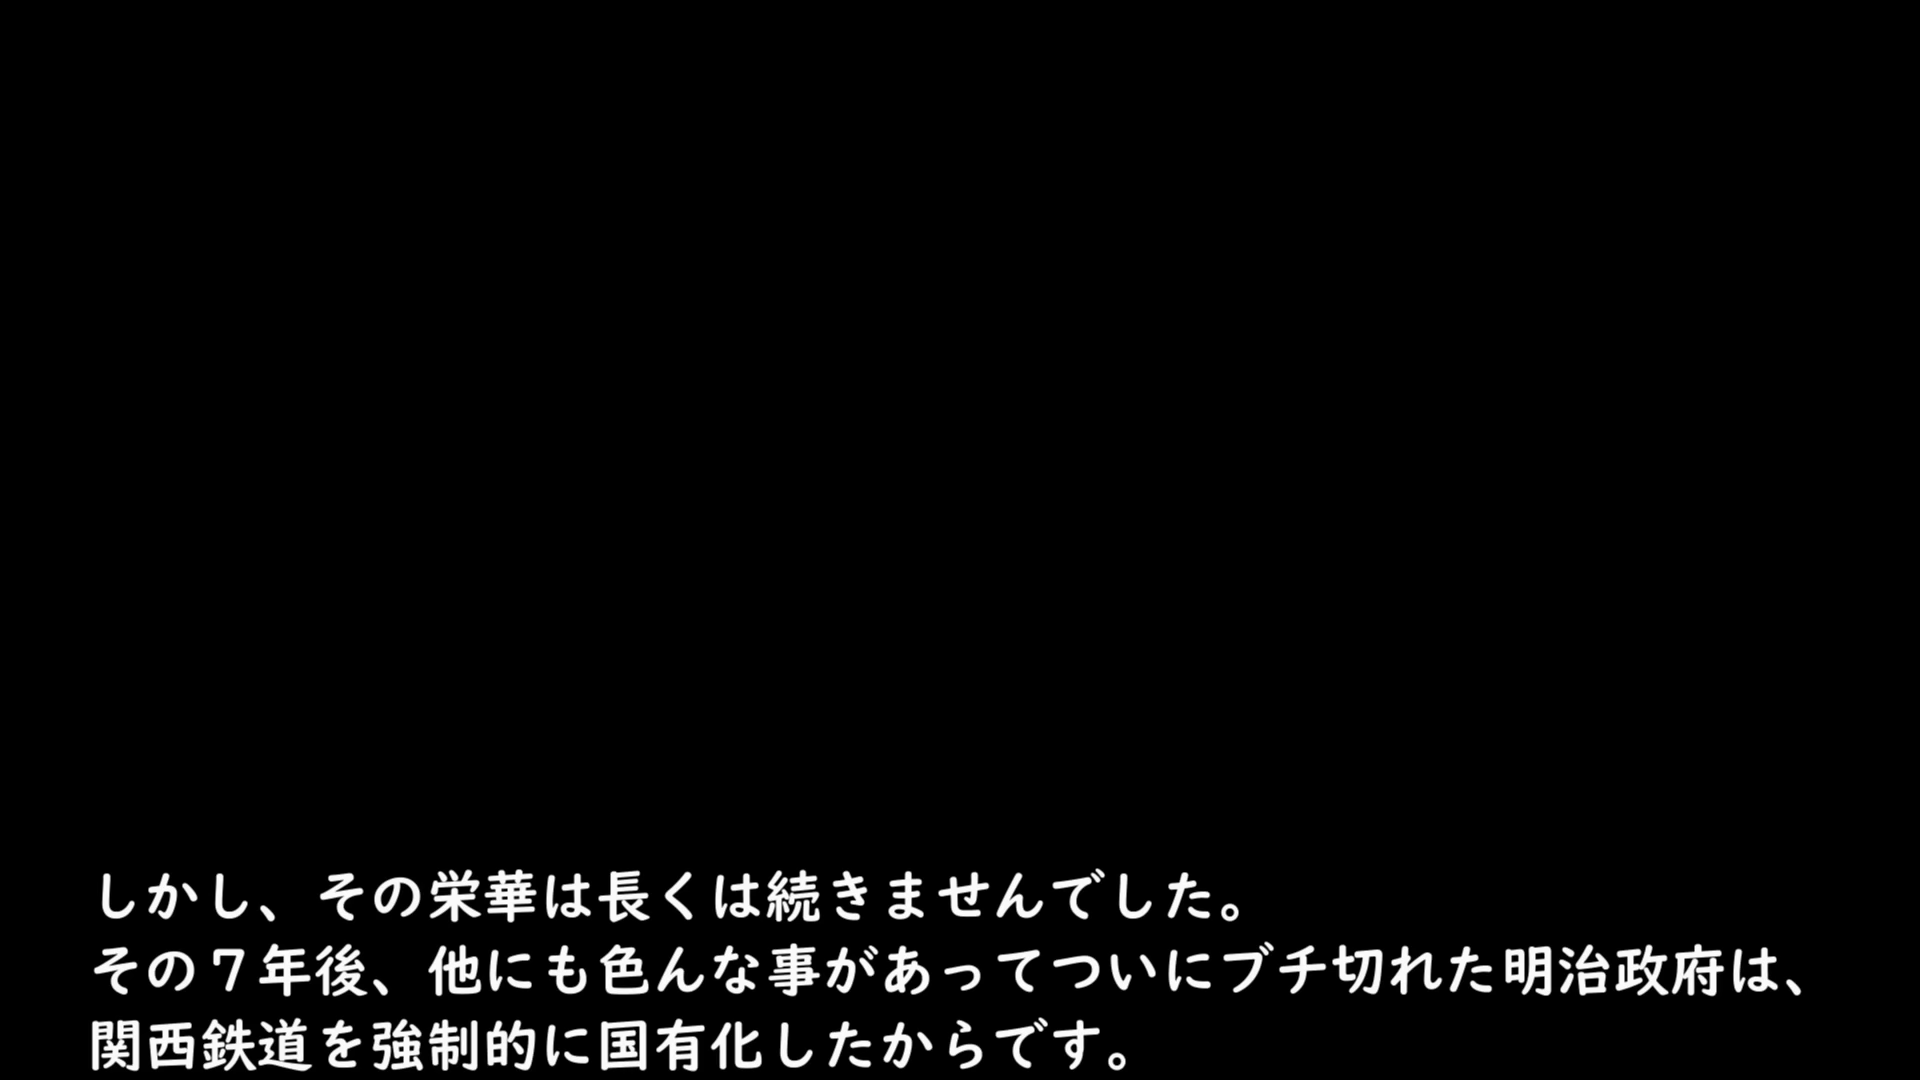 しかし、その栄華は長くは続きませんでした。
その７年後、他にも色んな事があってついにブチ切れた明治政府は、
関西鉄道を強制的に国有化したからです。